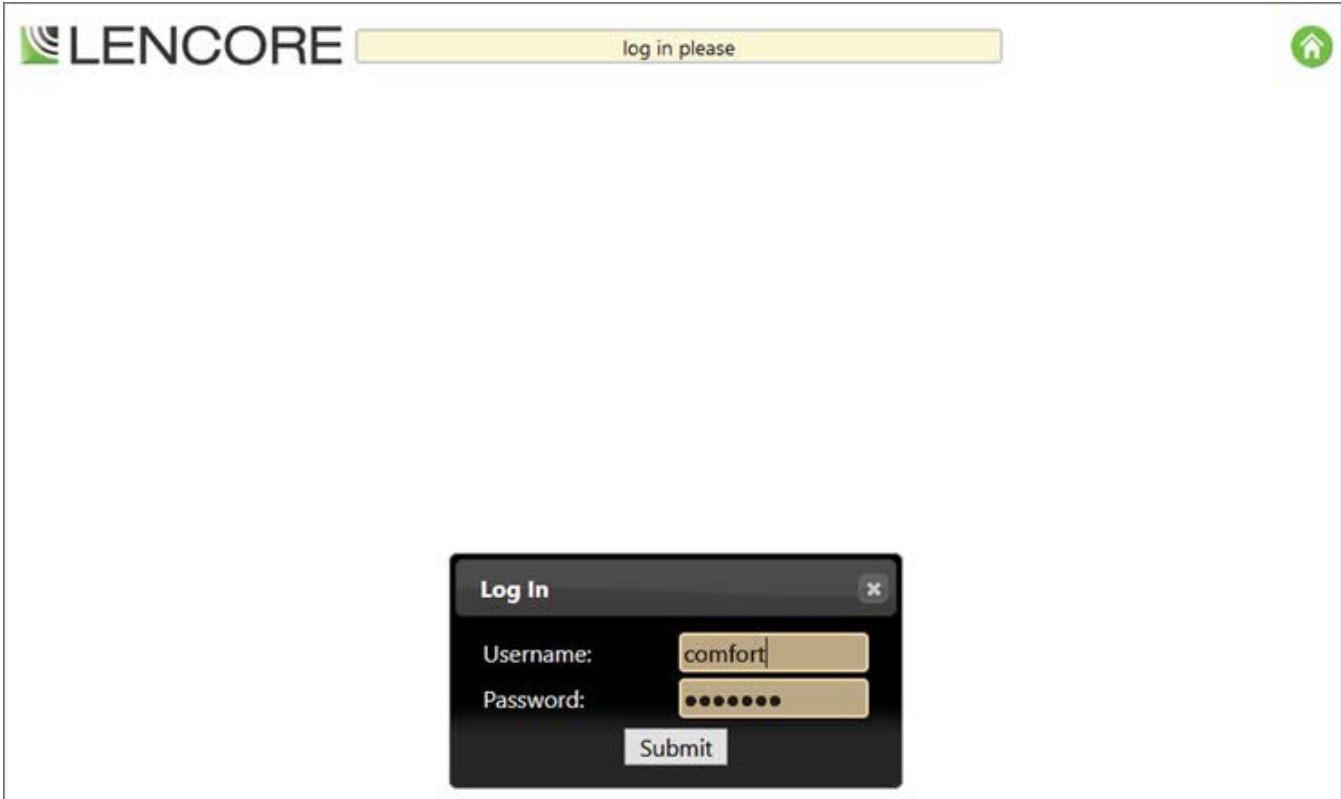 LENCORE
log in please
Log In
Username: comfort
Password: •••••••
Submit